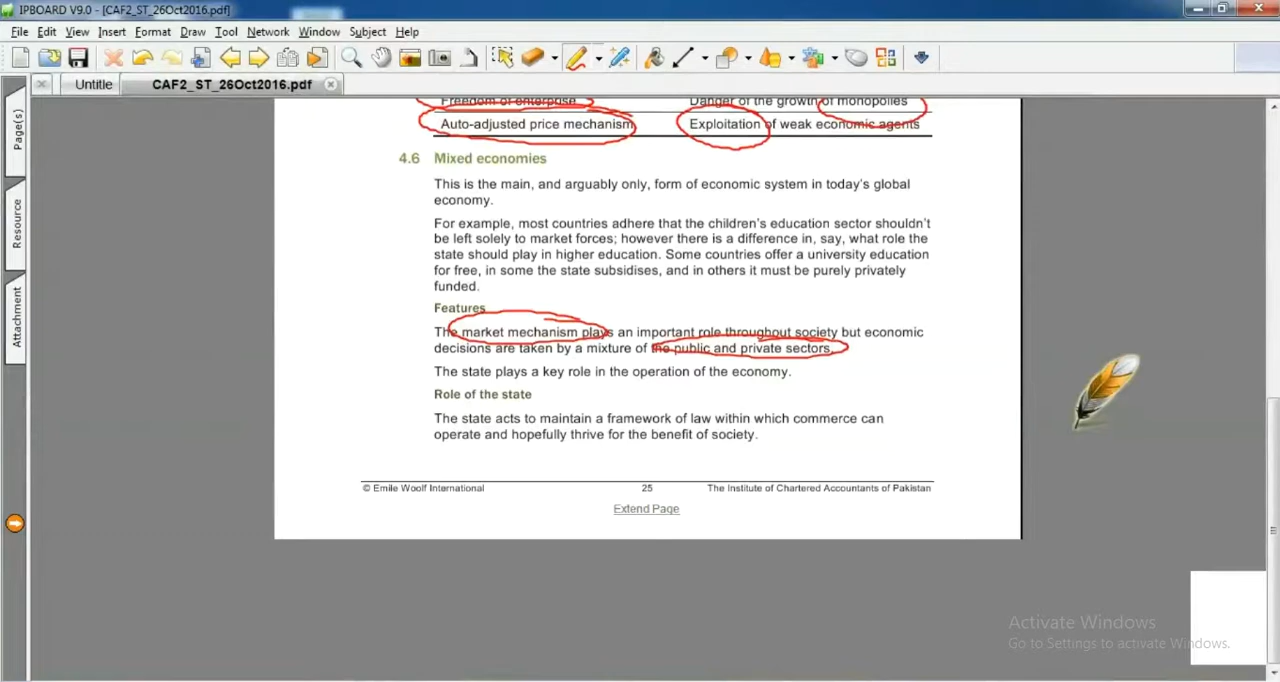 IPBOARD V9.0 - [CAF2_ST_26Oct2016.pdf]
File Edit View Insert Format Draw Tool Network Window Subject Help
Untitle CAF2_ST_26Oct2016.pdf
Page(s)
Resource
Attachment
Freedom of enterprise Danger of the growth of monopolies
Auto-adjusted price mechanism Exploitation of weak economic agents
4.6 Mixed economies
This is the main, and arguably only, form of economic system in today's global
economy.
For example, most countries adhere that the children's education sector shouldn't
be left solely to market forces; however there is a difference in, say, what role the
state should play in higher education. Some countries offer a university education
for free, in some the state subsidises, and in others it must be purely privately
funded.
Features
The market mechanism plays an important role throughout society but economic
decisions are taken by a mixture of the public and private sectors.
The state plays a key role in the operation of the economy.
Role of the state
The state acts to maintain a framework of law within which commerce can
operate and hopefully thrive for the benefit of society.
© Emile Woolf International 25 The Institute of Chartered Accountants of Pakistan
Extend Page
Activate Windows
Go to Settings to activate Windows.